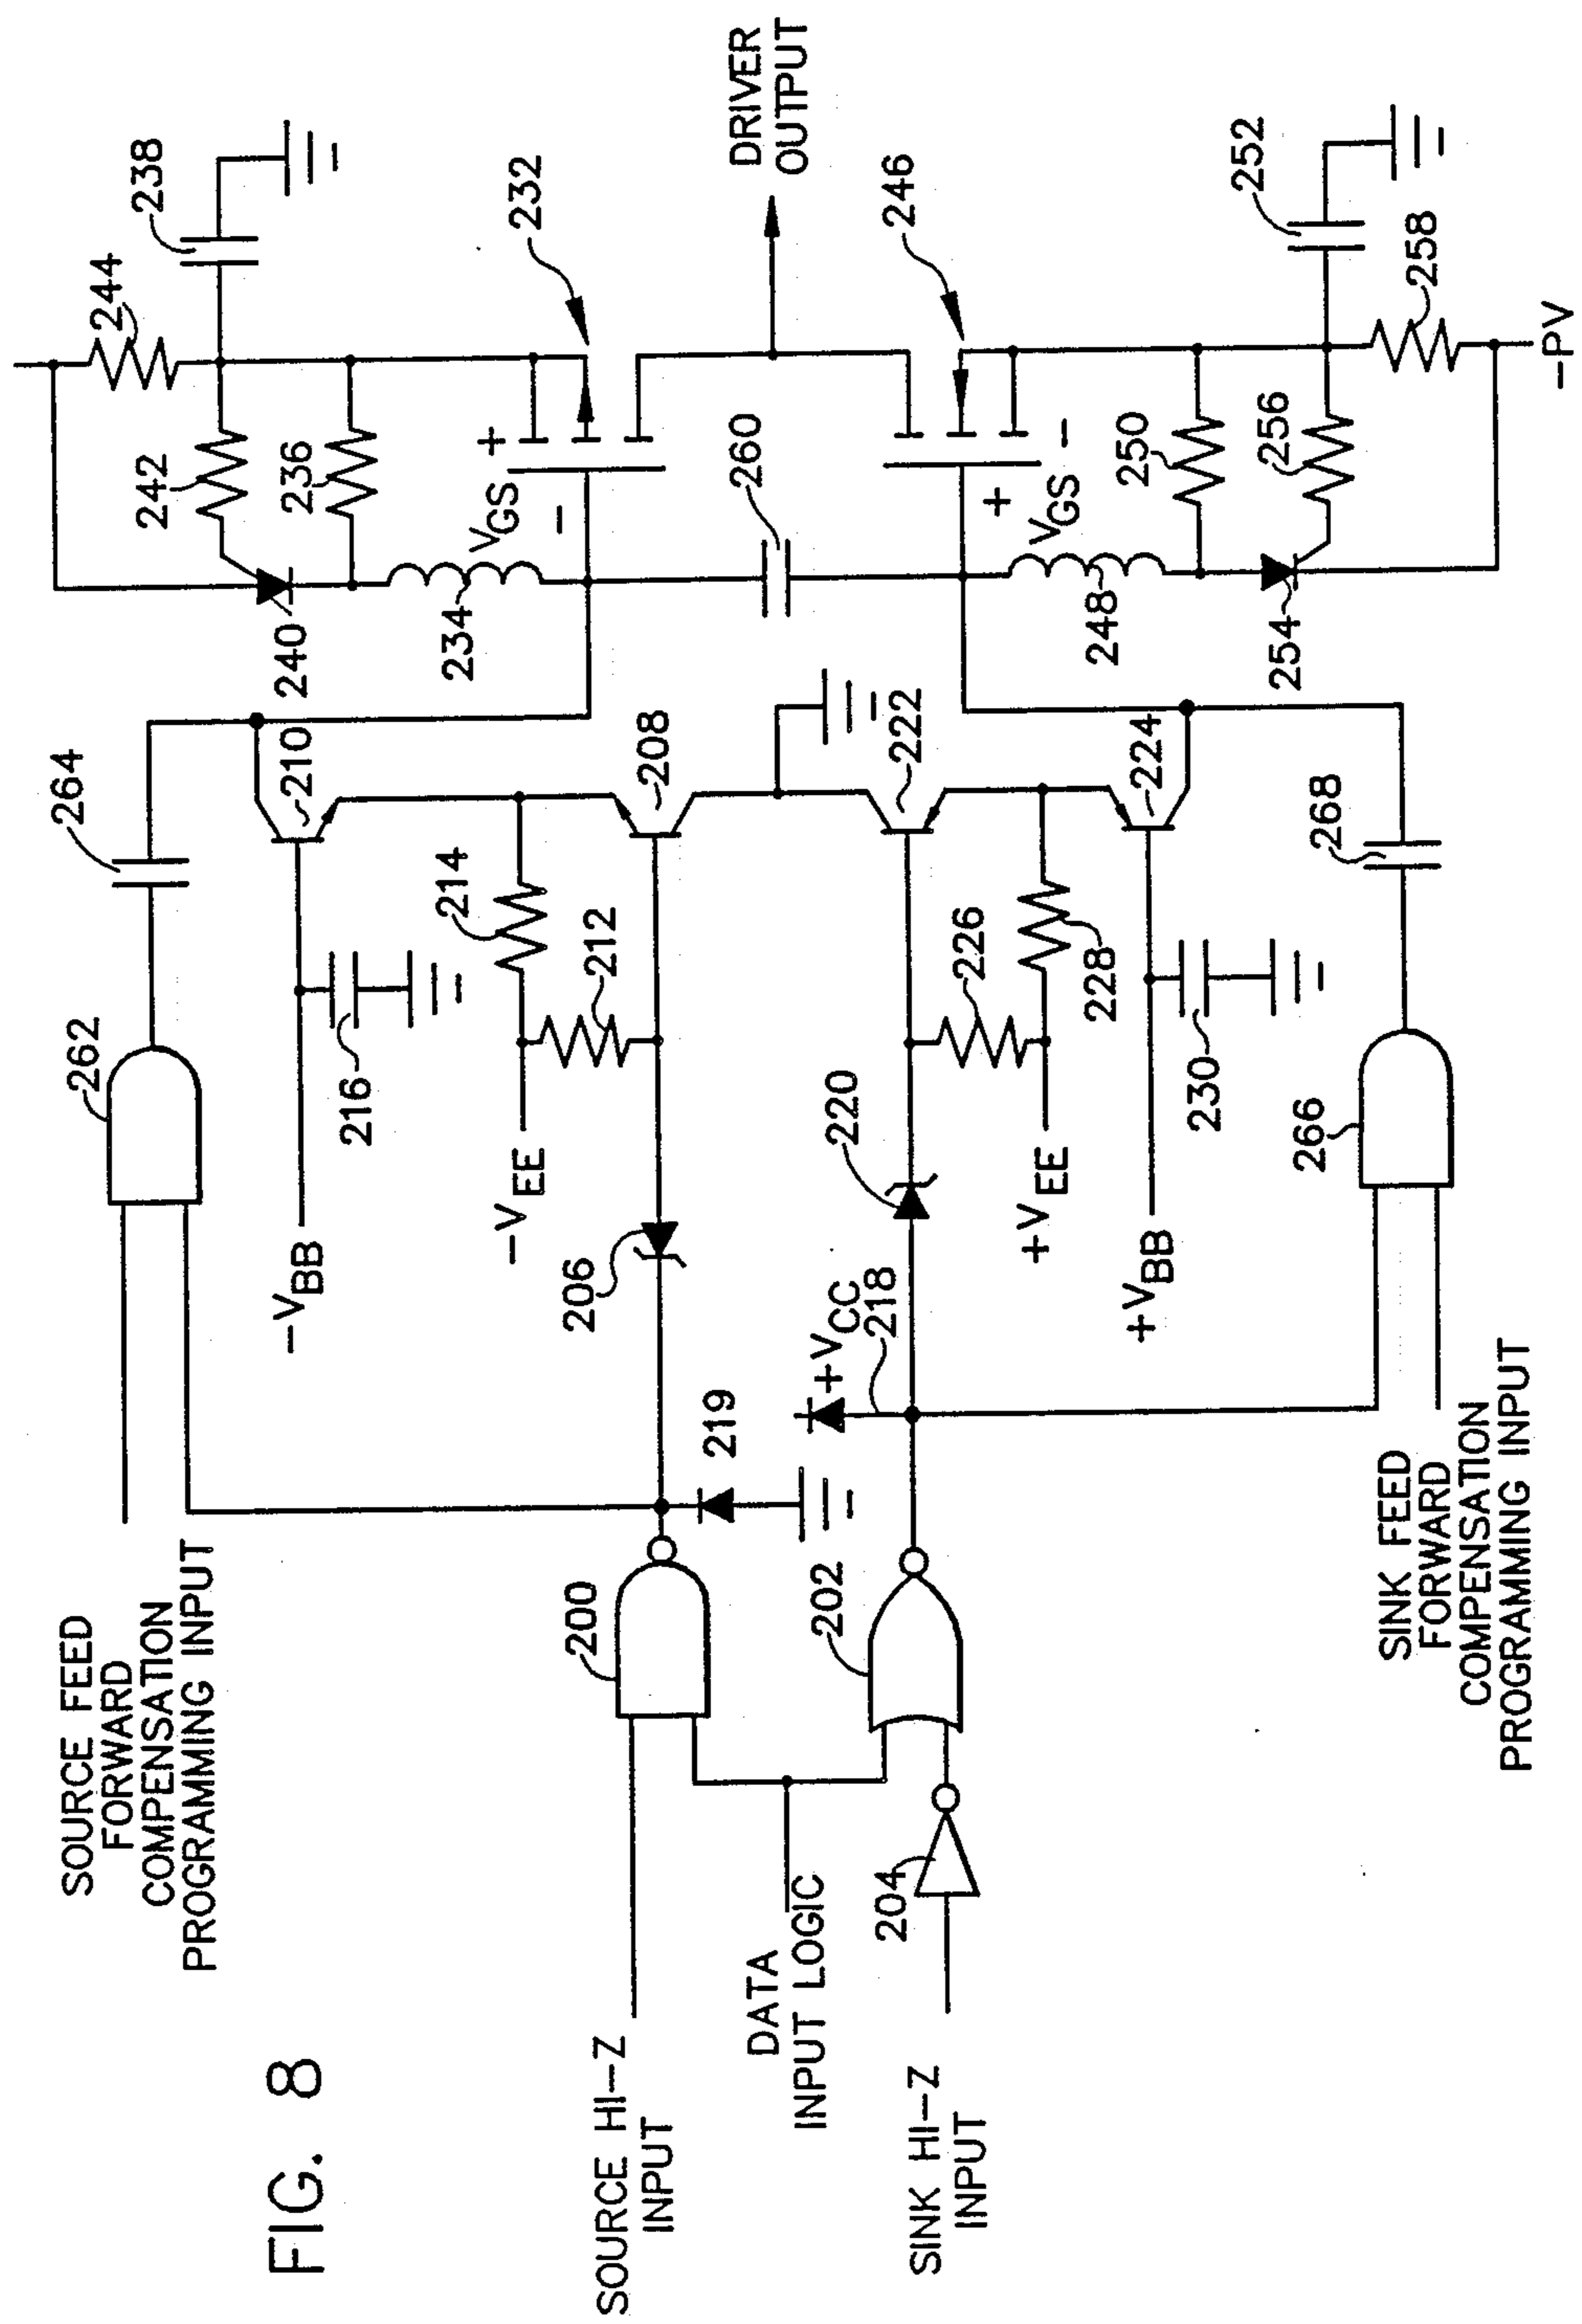 FIG. 8
SOURCE FEED
FORWARD
COMPENSATION
PROGRAMMING INPUT
262
264
244
238
242
236
240
234
VGS
+
-
232
210
-VBB
216
214
212
-VEE
208
206
219
200
SOURCE HI-Z
INPUT
DATA
INPUT LOGIC
204
202
SINK HI-Z
INPUT
+VCC
218
220
226
228
+VEE
222
224
+VBB
230
260
DRIVER
OUTPUT
246
+
VGS
-
248
250
254
256
252
258
-PV
266
268
SINK FEED
FORWARD
COMPENSATION
PROGRAMMING INPUT